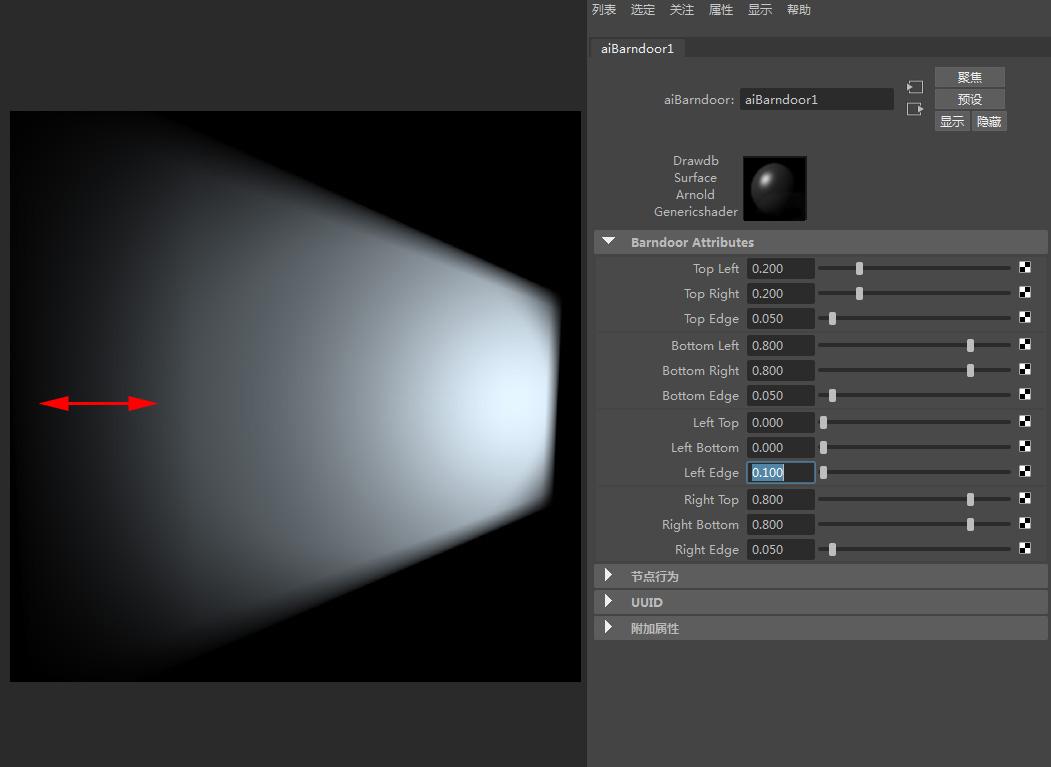 列表 选定 关注 属性 显示 帮助
aiBarndoor1
聚焦
aiBarndoor: aiBarndoor1 预设
显示 隐藏
Drawdb
Surface
Arnold
Genericshader
Barndoor Attributes
Top Left 0.200
Top Right 0.200
Top Edge 0.050
Bottom Left 0.800
Bottom Right 0.800
Bottom Edge 0.050
Left Top 0.000
Left Bottom 0.000
Left Edge 0.100
Right Top 0.800
Right Bottom 0.800
Right Edge 0.050
节点行为
UUID
附加属性